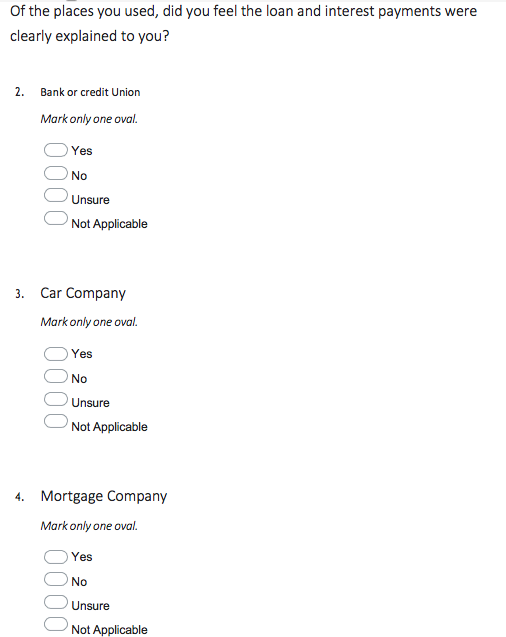 Of the places you used, did you feel the loan and interest payments were
clearly explained to you?
2. Bank or credit Union
Mark only one oval.
Yes
No
Unsure
Not Applicable
3. Car Company
Mark only one oval.
Yes
No
Unsure
Not Applicable
4. Mortgage Company
Mark only one oval.
Yes
No
Unsure
Not Applicable